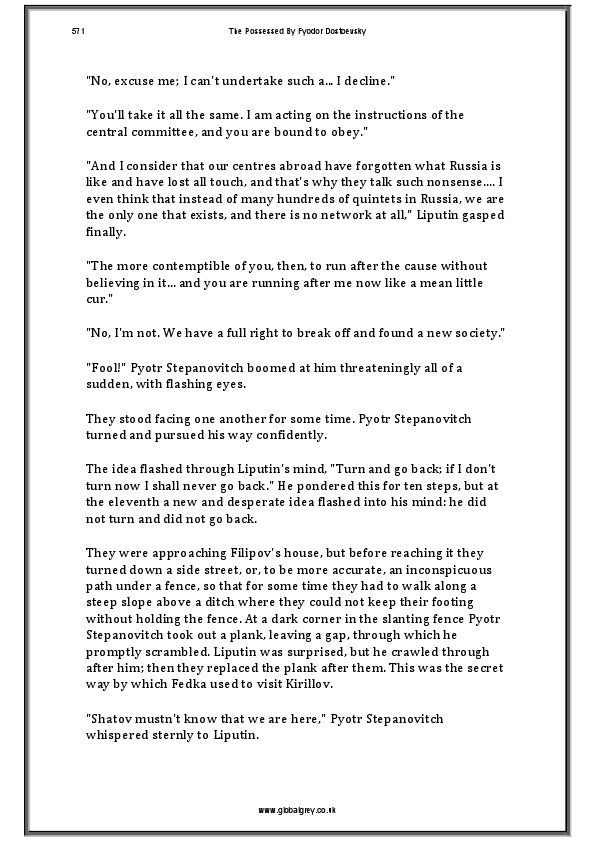 571 The Possessed By Fyodor Dostoevsky
"No, excuse me; I can't undertake such a... I decline."
"You'll take it all the same. I am acting on the instructions of the
central committee, and you are bound to obey."
"And I consider that our centres abroad have forgotten what Russia is
like and have lost all touch, and that's why they talk such nonsense.... I
even think that instead of many hundreds of quintets in Russia, we are
the only one that exists, and there is no network at all," Liputin gasped
finally.
"The more contemptible of you, then, to run after the cause without
believing in it... and you are running after me now like a mean little
cur."
"No, I'm not. We have a full right to break off and found a new society."
"Fool!" Pyotr Stepanovitch boomed at him threateningly all of a
sudden, with flashing eyes.
They stood facing one another for some time. Pyotr Stepanovitch
turned and pursued his way confidently.
The idea flashed through Liputin's mind, "Turn and go back; if I don't
turn now I shall never go back." He pondered this for ten steps, but at
the eleventh a new and desperate idea flashed into his mind: he did
not turn and did not go back.
They were approaching Filipov's house, but before reaching it they
turned down a side street, or, to be more accurate, an inconspicuous
path under a fence, so that for some time they had to walk along a
steep slope above a ditch where they could not keep their footing
without holding the fence. At a dark corner in the slanting fence Pyotr
Stepanovitch took out a plank, leaving a gap, through which he
promptly scrambled. Liputin was surprised, but he crawled through
after him; then they replaced the plank after them. This was the secret
way by which Fedka used to visit Kirillov.
"Shatov mustn't know that we are here," Pyotr Stepanovitch
whispered sternly to Liputin.
www.globalgrey.co.uk